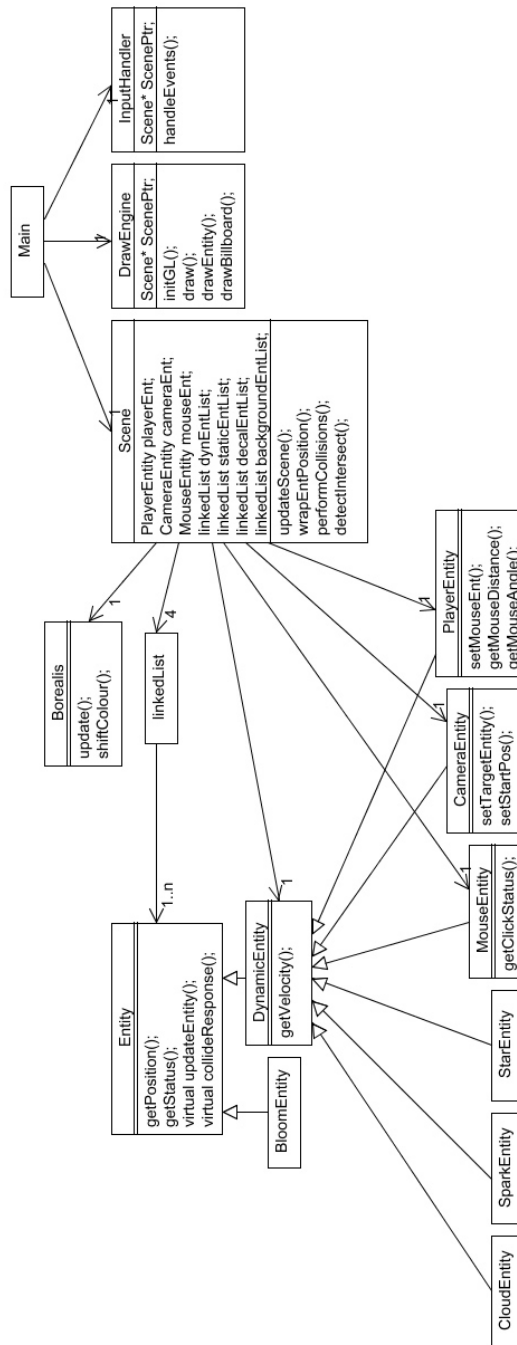 Main
1
1
1
InputHandler
Scene* ScenePtr;
handleEvents();
DrawEngine
Scene* ScenePtr;
initGL();
draw();
drawEntity();
drawBillboard();
Scene
PlayerEntity playerEnt;
CameraEntity cameraEnt;
MouseEntity mouseEnt;
linkedList dynEntList;
linkedList staticEntList;
linkedList decalEntList;
linkedList backgroundEntList;
updateScene();
wrapEntPosition();
performCollisions();
detectIntersect();
1
4
1
1
1
1
Borealis
update();
shiftColour();
linkedList
1..n
Entity
getPosition();
getStatus();
virtual updateEntity();
virtual collideResponse();
DynamicEntity
getVelocity();
BloomEntity
PlayerEntity
setMouseEnt();
getMouseDistance();
getMouseAngle();
CameraEntity
setTargetEntity();
setStartPos();
MouseEntity
getClickStatus();
StarEntity
SparkEntity
CloudEntity